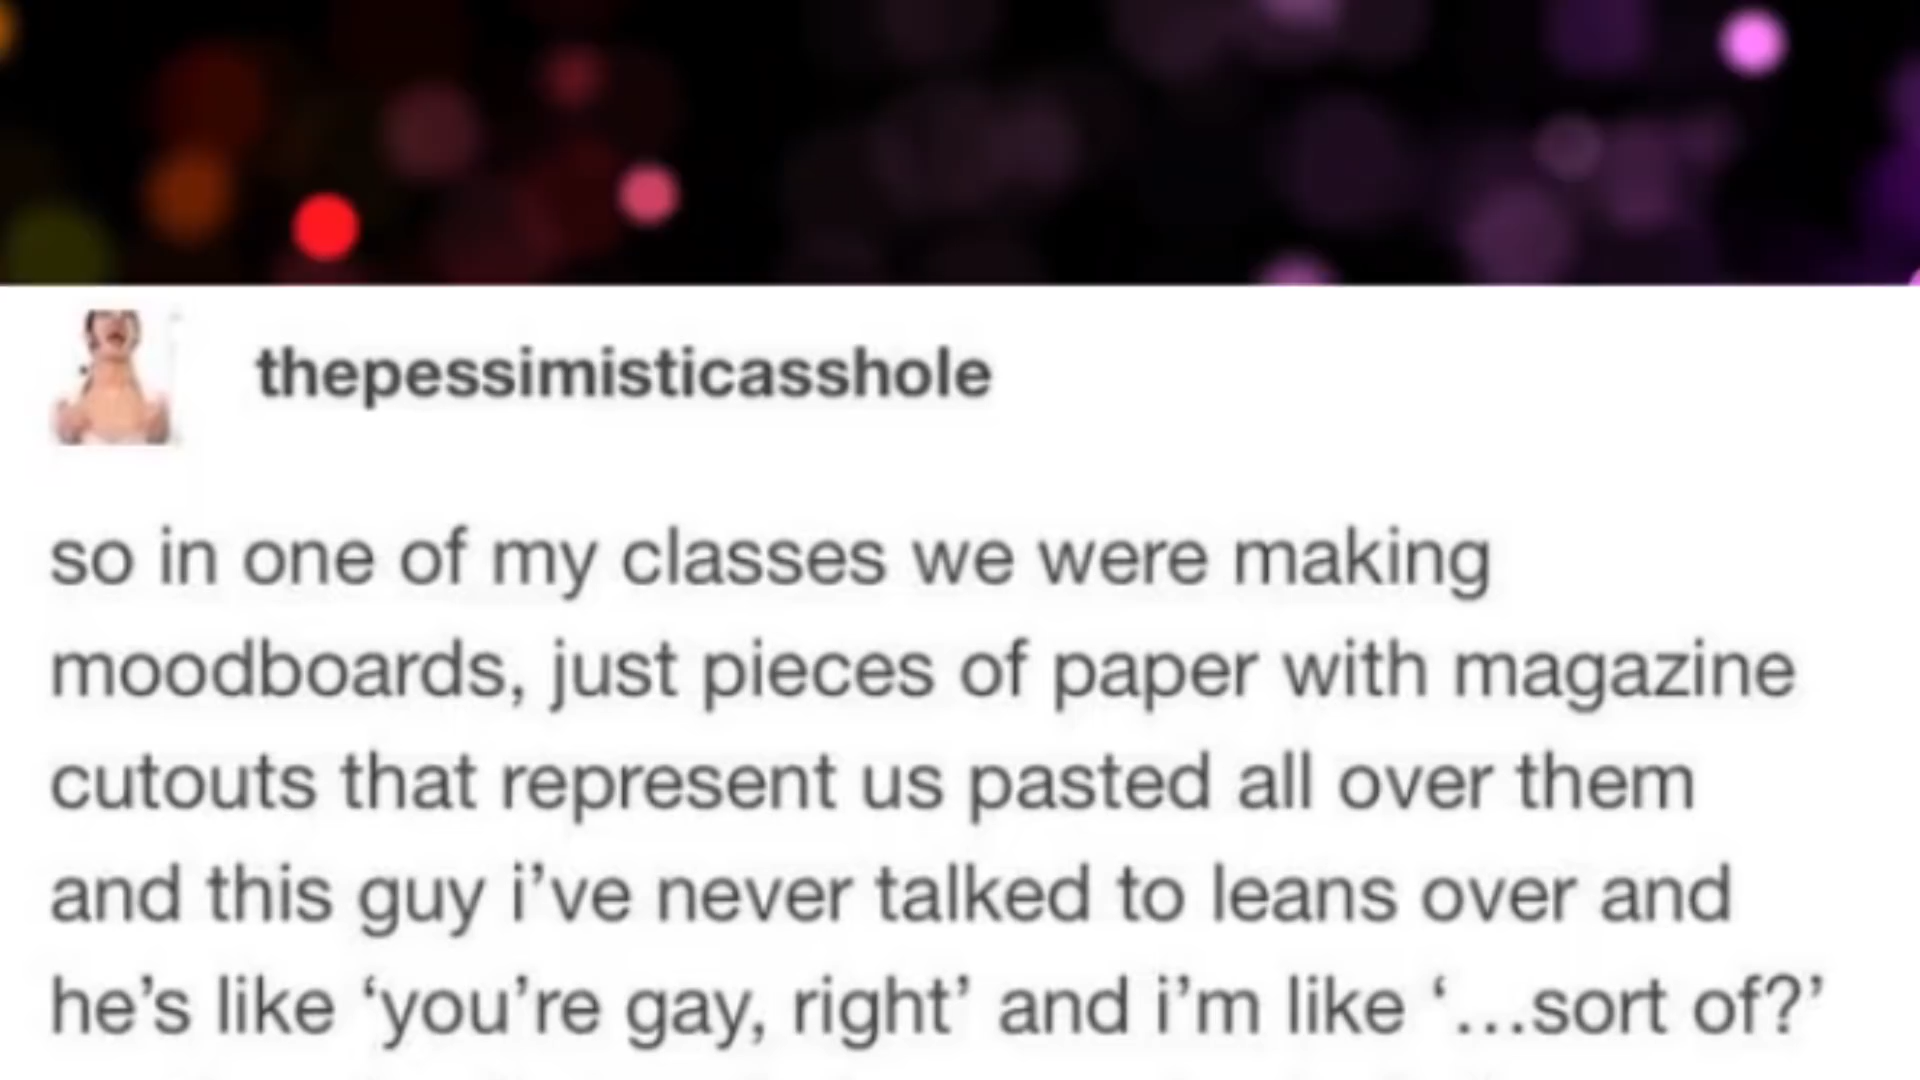 thepessimisticasshole
so in one of my classes we were making
moodboards, just pieces of paper with magazine
cutouts that represent us pasted all over them
and this guy i’ve never talked to leans over and
he’s like ‘you’re gay, right’ and i’m like ‘…sort of?’